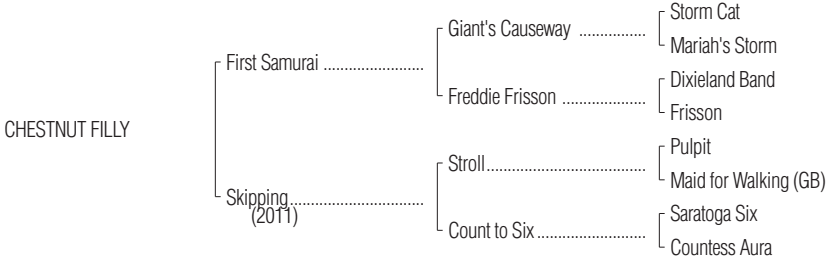 Storm Cat
Giant's Causeway ................
Mariah's Storm
First Samurai ........................
Dixieland Band
Freddie Frisson ....................
Frisson
CHESTNUT FILLY
Pulpit
Stroll......................................
Maid for Walking (GB)
Skipping................................
(2011)
Saratoga Six
Count to Six..........................
Countess Aura